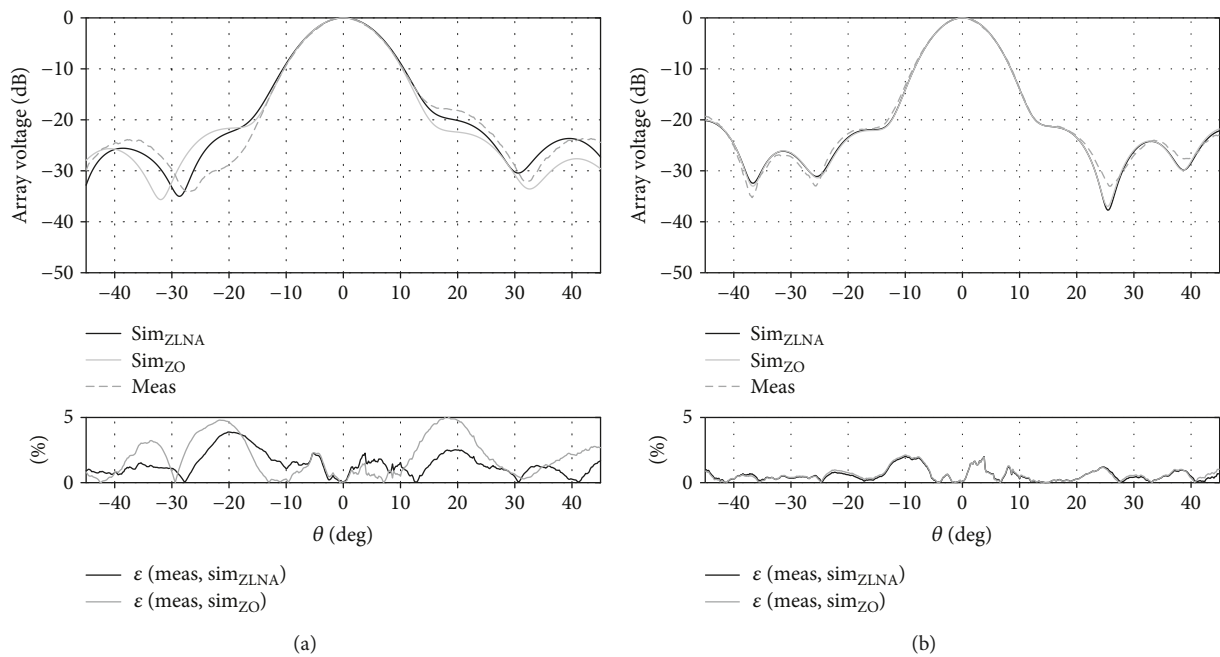 Array voltage (dB)
0
−10
−20
−30
−40
−50
−40 −30 −20 −10 0 10 20 30 40
Sim_ZLNA
Sim_ZO
Meas
(%)
5
0
−40 −30 −20 −10 0 10 20 30 40
θ (deg)
ε (meas, sim_ZLNA)
ε (meas, sim_ZO)
(a)
Array voltage (dB)
0
−10
−20
−30
−40
−50
−40 −30 −20 −10 0 10 20 30 40
Sim_ZLNA
Sim_ZO
Meas
(%)
5
0
−40 −30 −20 −10 0 10 20 30 40
θ (deg)
ε (meas, sim_ZLNA)
ε (meas, sim_ZO)
(b)